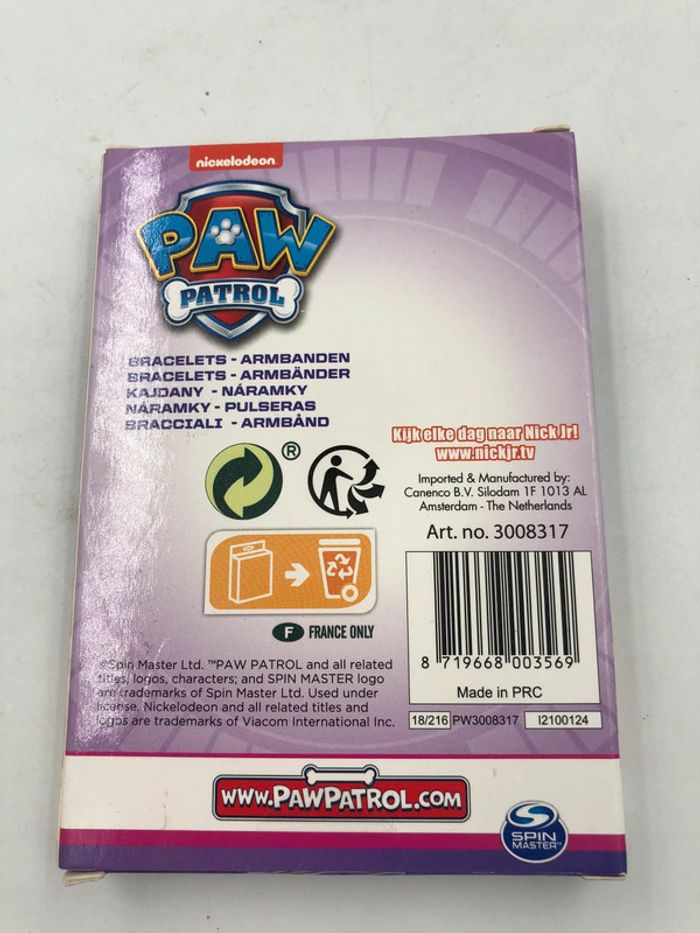 nickelodeon
PAW
PATROL
BRACELETS - ARMBANDEN
BRACELETS - ARMBÄNDER
KAJDANY - NÁRAMKY
NÁRAMKY - PULSERAS
BRACCIALI - ARMBÅND
Kijk elke dag naar Nick Jr!
www.nickjr.tv
®
Imported & Manufactured by:
Canenco B.V. Silodam 1F 1013 AL
Amsterdam - The Netherlands
Art. no. 3008317
F FRANCE ONLY
8 719668 003569
Made in PRC
18/216 PW3008317 I2100124
©Spin Master Ltd. ™PAW PATROL and all related
titles, logos, characters; and SPIN MASTER logo
are trademarks of Spin Master Ltd. Used under
license. Nickelodeon and all related titles and
logos are trademarks of Viacom International Inc.
www.PawPatrol.com
SPIN
MASTER™